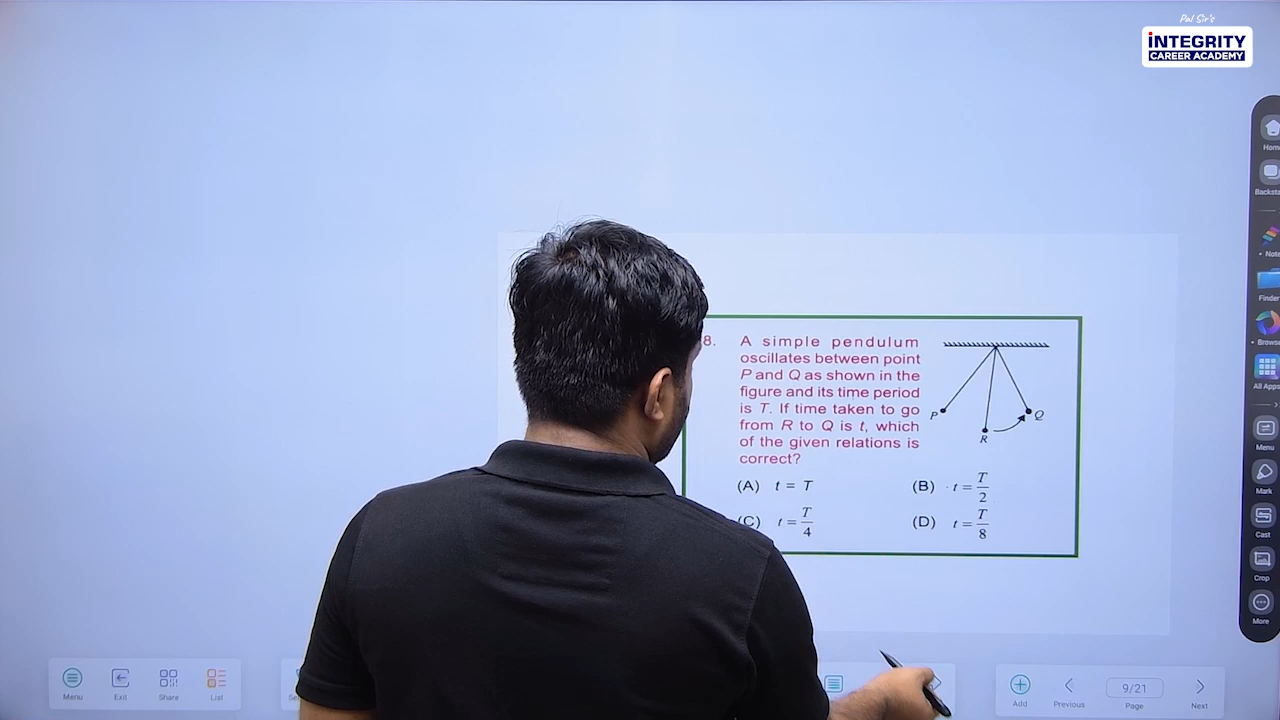 Pal Sir's
INTEGRITY
CAREER ACADEMY
8. A simple pendulum
oscillates between point
P and Q as shown in the
figure and its time period
is T. If time taken to go
from R to Q is t, which
of the given relations is
correct?
P
R
Q
(A) t = T
(B) t = T/2
(C) t = T/4
(D) t = T/8
Home
Finder
All Apps
Menu
Mark
Cast
Crop
More
Menu
Exit
Share
List
Add
Previous
9/21
Page
Next